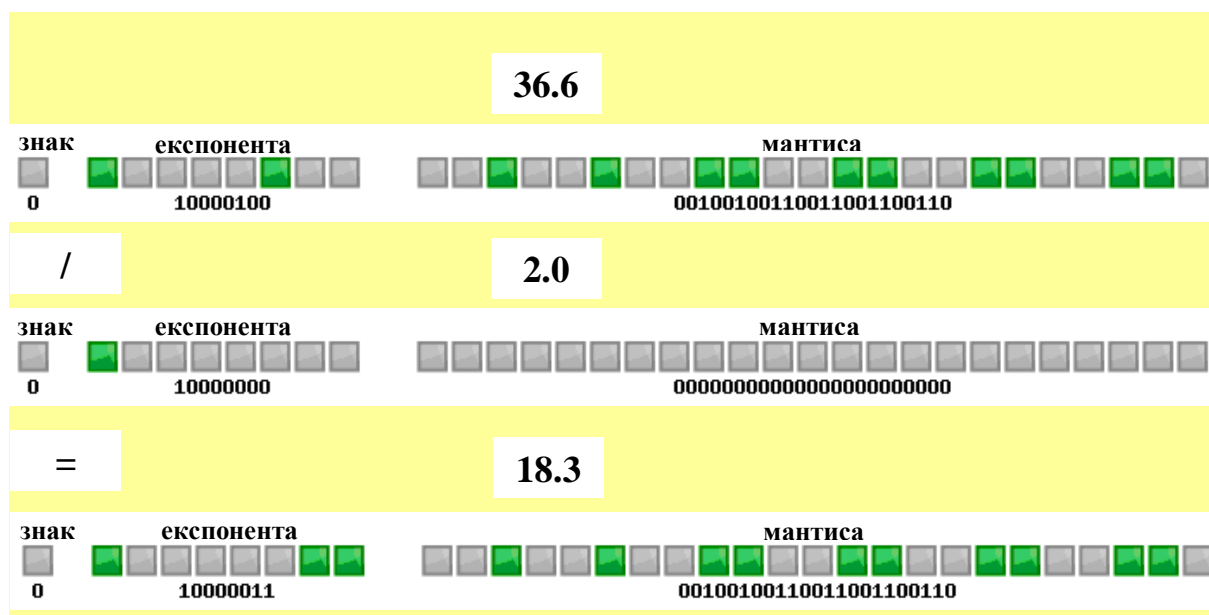 36.6
знак експонента мантиса
0 10000100 00100100110011001100110
/ 2.0
знак експонента мантиса
0 10000000 00000000000000000000000
= 18.3
знак експонента мантиса
0 10000011 00100100110011001100110